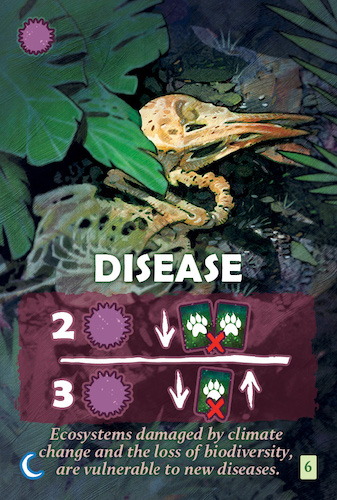 DISEASE
2
3
Ecosystems damaged by climate
change and the loss of biodiversity,
are vulnerable to new diseases.
6